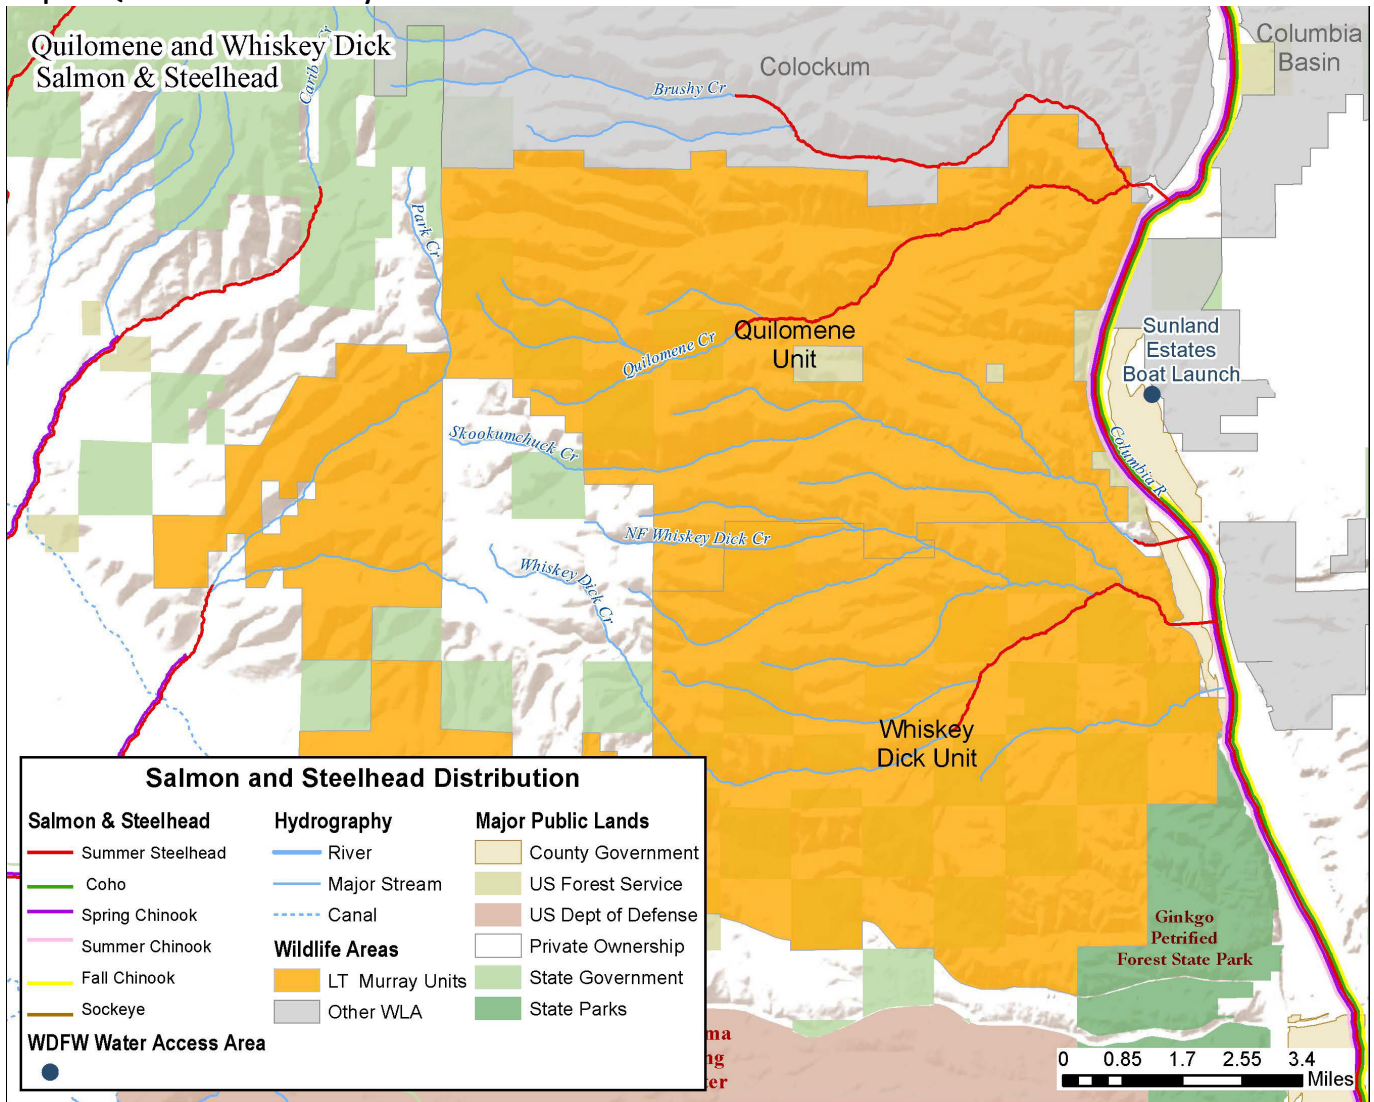 Quilomene and Whiskey Dick
Salmon & Steelhead
Carib Cr
Colockum
Columbia
Basin
Brushy Cr
Park Cr
Quilomene
Unit
Quilomene Cr
Sunland
Estates
Boat Launch
Columbia R
Skookumchuck Cr
NF Whiskey Dick Cr
Whiskey Dick Cr
Whiskey
Dick Unit
Ginkgo
Petrified
Forest State Park
ma
ng
ter
Salmon and Steelhead Distribution
Salmon & Steelhead
Summer Steelhead
Coho
Spring Chinook
Summer Chinook
Fall Chinook
Sockeye
WDFW Water Access Area
Hydrography
River
Major Stream
Canal
Wildlife Areas
LT Murray Units
Other WLA
Major Public Lands
County Government
US Forest Service
US Dept of Defense
Private Ownership
State Government
State Parks
0 0.85 1.7 2.55 3.4
Miles